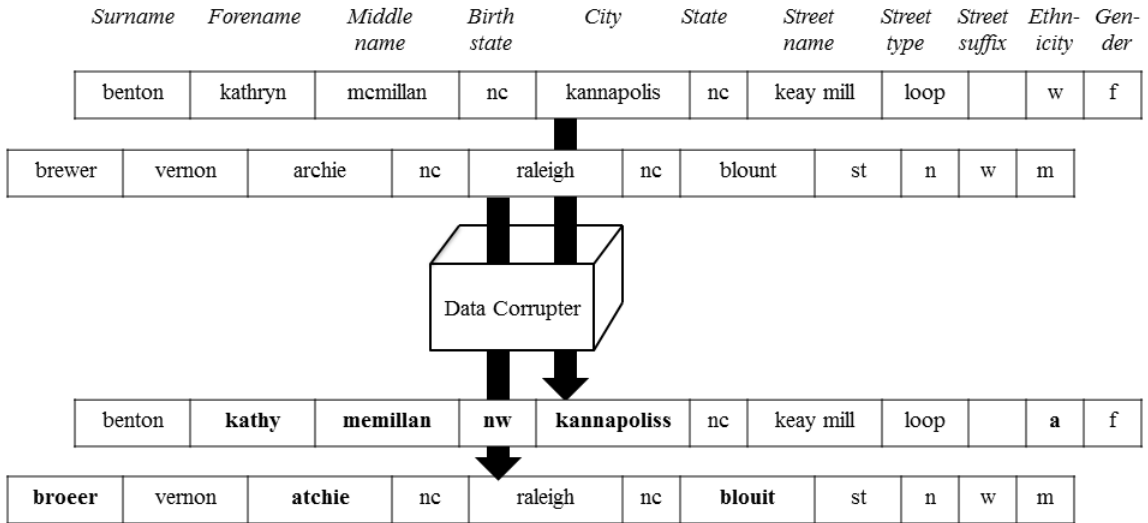 Surname Forename Middle name Birth state City State Street name Street type Street suffix Ethn-icity Gen-der
benton kathryn mcmillan nc kannapolis nc keay mill loop w f
brewer vernon archie nc raleigh nc blount st n w m
Data Corrupter
benton kathy memillan nw kannapoliss nc keay mill loop a f
broeer vernon atchie nc raleigh nc blouit st n w m